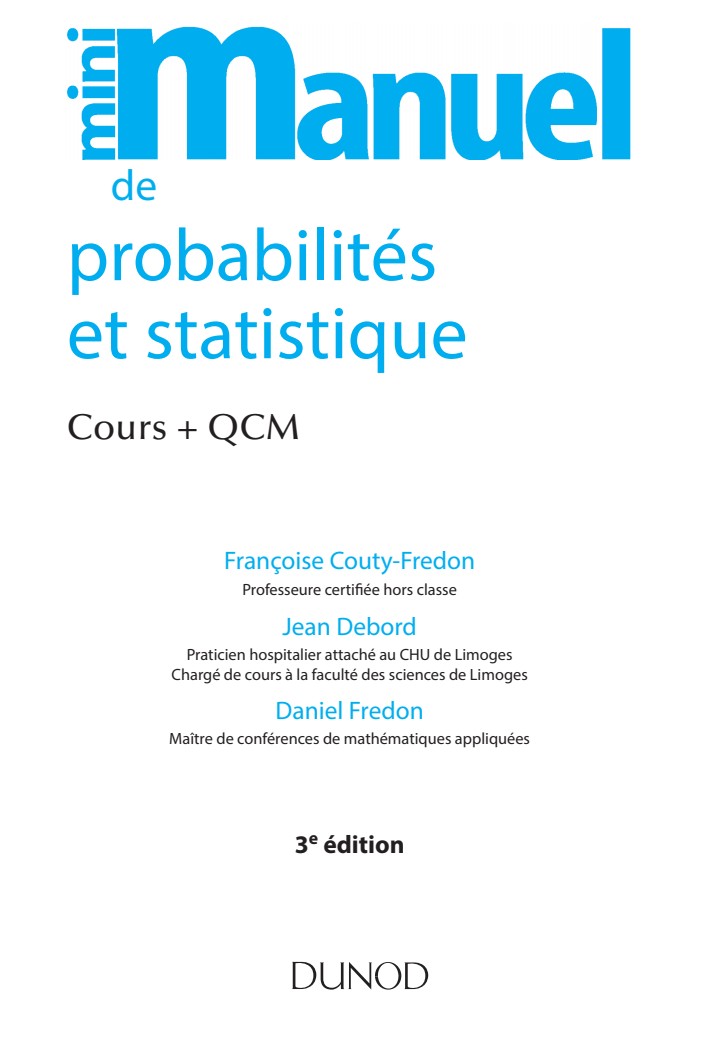 mini manuel
de
probabilités
et statistique
Cours + QCM
Françoise Couty-Fredon
Professeure certifiée hors classe
Jean Debord
Praticien hospitalier attaché au CHU de Limoges
Chargé de cours à la faculté des sciences de Limoges
Daniel Fredon
Maître de conférences de mathématiques appliquées
3e édition
DUNOD